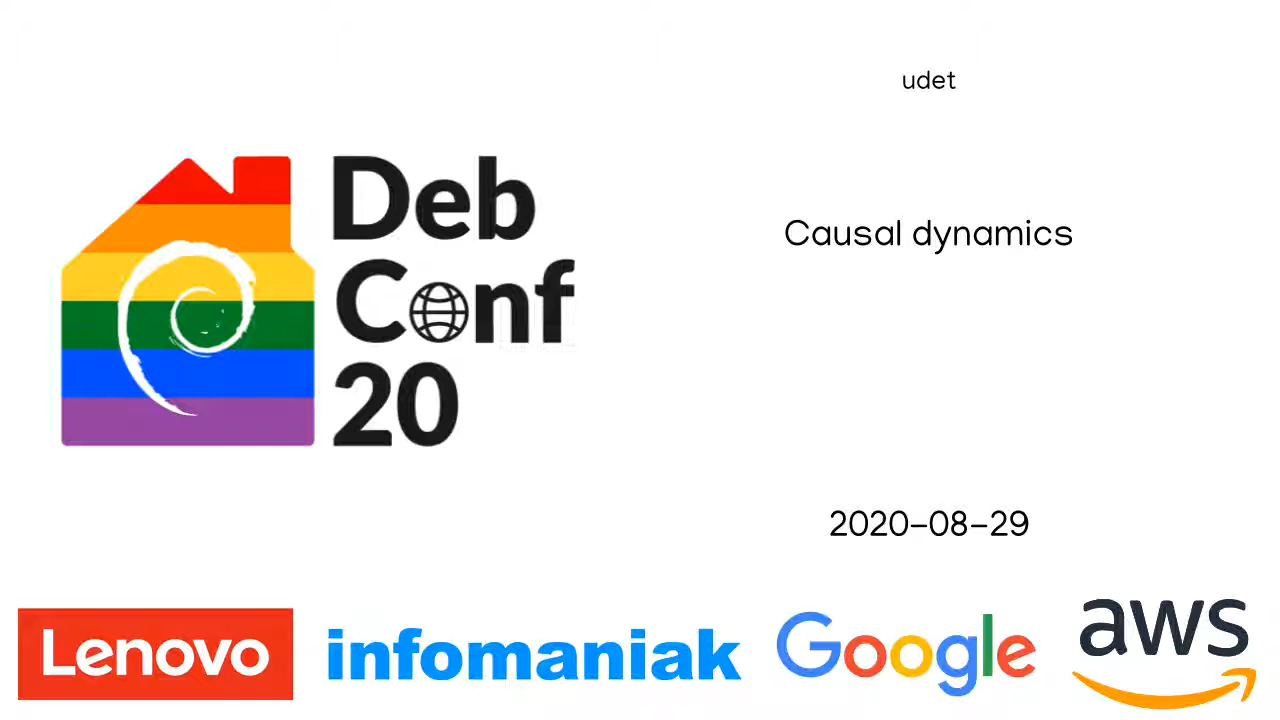 udet
Deb
Conf
20
Causal dynamics
2020-08-29
Lenovo
infomaniak
Google
aws